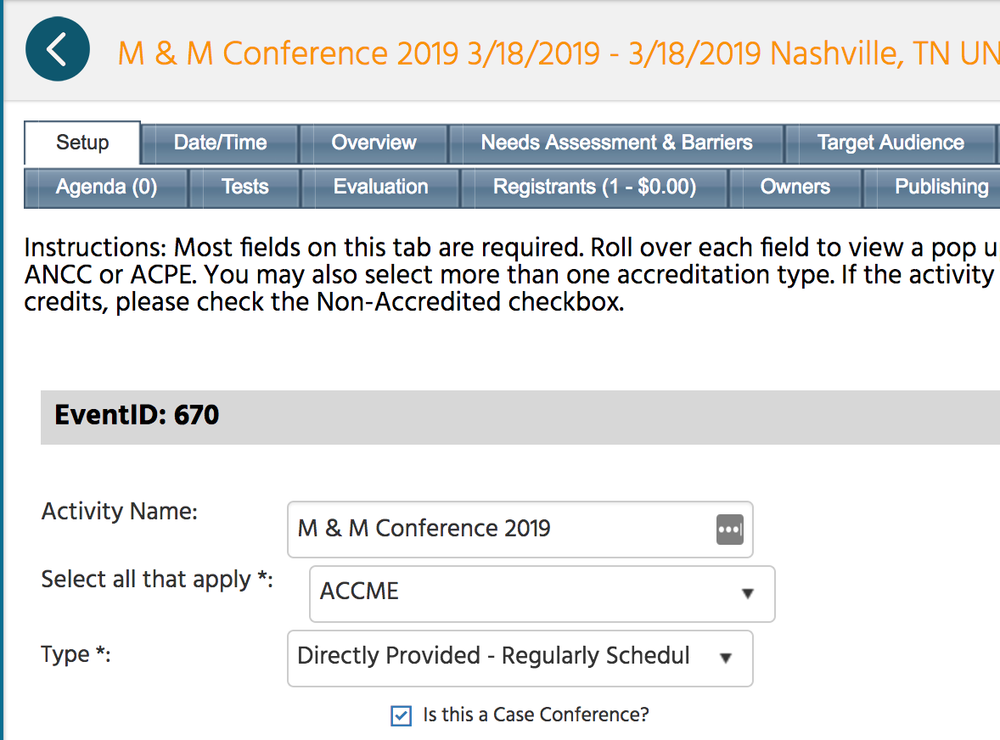 M & M Conference 2019 3/18/2019 - 3/18/2019 Nashville, TN UN
Setup Date/Time Overview Needs Assessment & Barriers Target Audience
Agenda (0) Tests Evaluation Registrants (1 - $0.00) Owners Publishing
Instructions: Most fields on this tab are required. Roll over each field to view a pop u
ANCC or ACPE. You may also select more than one accreditation type. If the activity
credits, please check the Non-Accredited checkbox.
EventID: 670
Activity Name: M & M Conference 2019
Select all that apply *: ACCME
Type *: Directly Provided - Regularly Schedul
Is this a Case Conference?